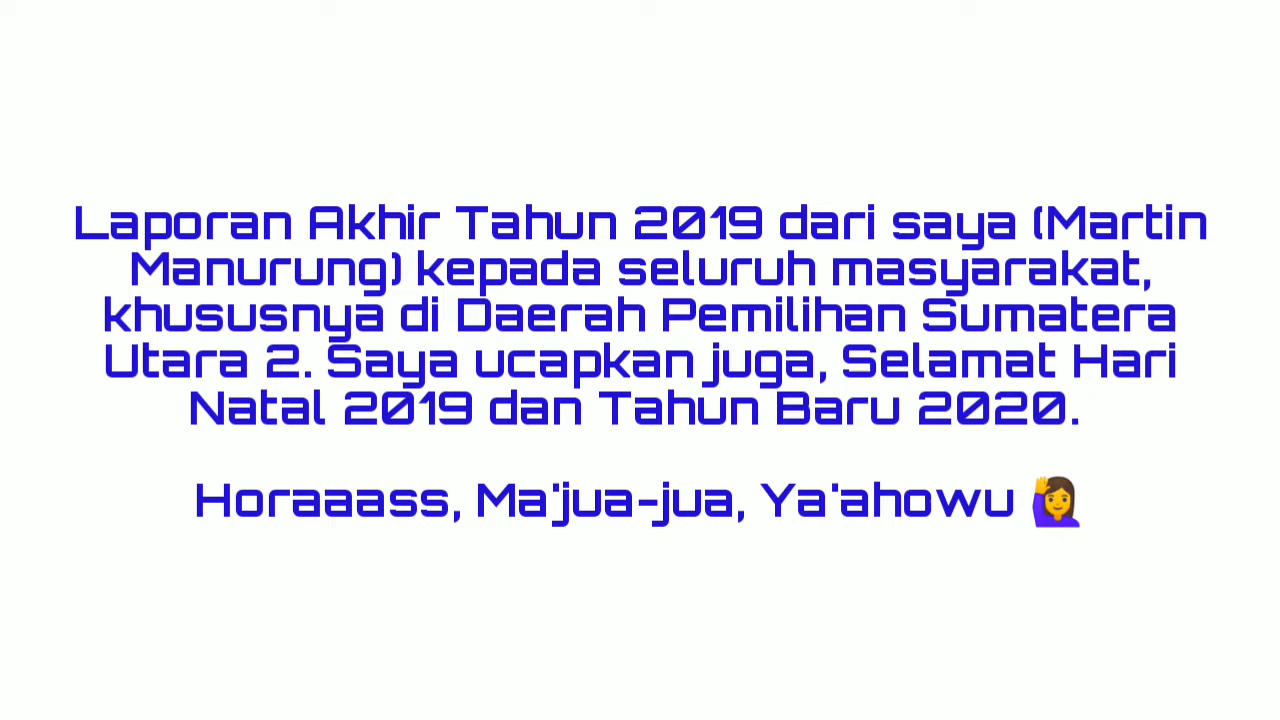 Laporan Akhir Tahun 2019 dari saya (Martin
Manurung) kepada seluruh masyarakat,
khususnya di Daerah Pemilihan Sumatera
Utara 2. Saya ucapkan juga, Selamat Hari
Natal 2019 dan Tahun Baru 2020.
Horaaass, Ma'jua-jua, Ya'ahowu 🙋‍♀️